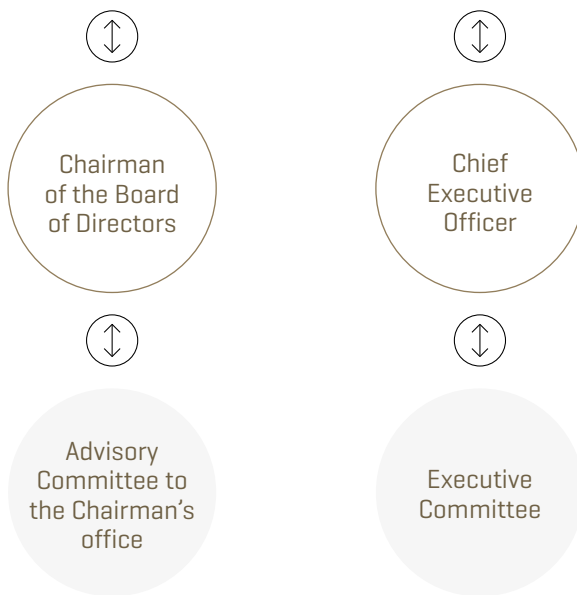 Chairman
of the Board
of Directors
Chief
Executive
Officer
Advisory
Committee to
the Chairman’s
office
Executive
Committee